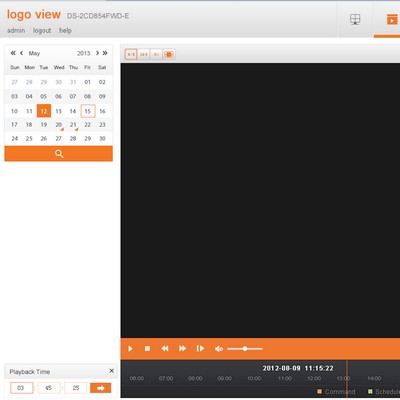 logo view DS-2CD854FWD-E
admin logout help
May 2013
Sun Mon Tue Wed Thu Fri Sat
27 28 29 30 31 01 02
03 04 05 06 07 08 09
10 11 12 13 14 15 16
17 18 19 20 21 22 23
24 25 26 27 28 29 30
Playback Time
03 45 25
2012-08-09 11:15:22
06:00 07:00 08:00 09:00 10:00 11:00 12:00 13:00 14:00
Command Schedule